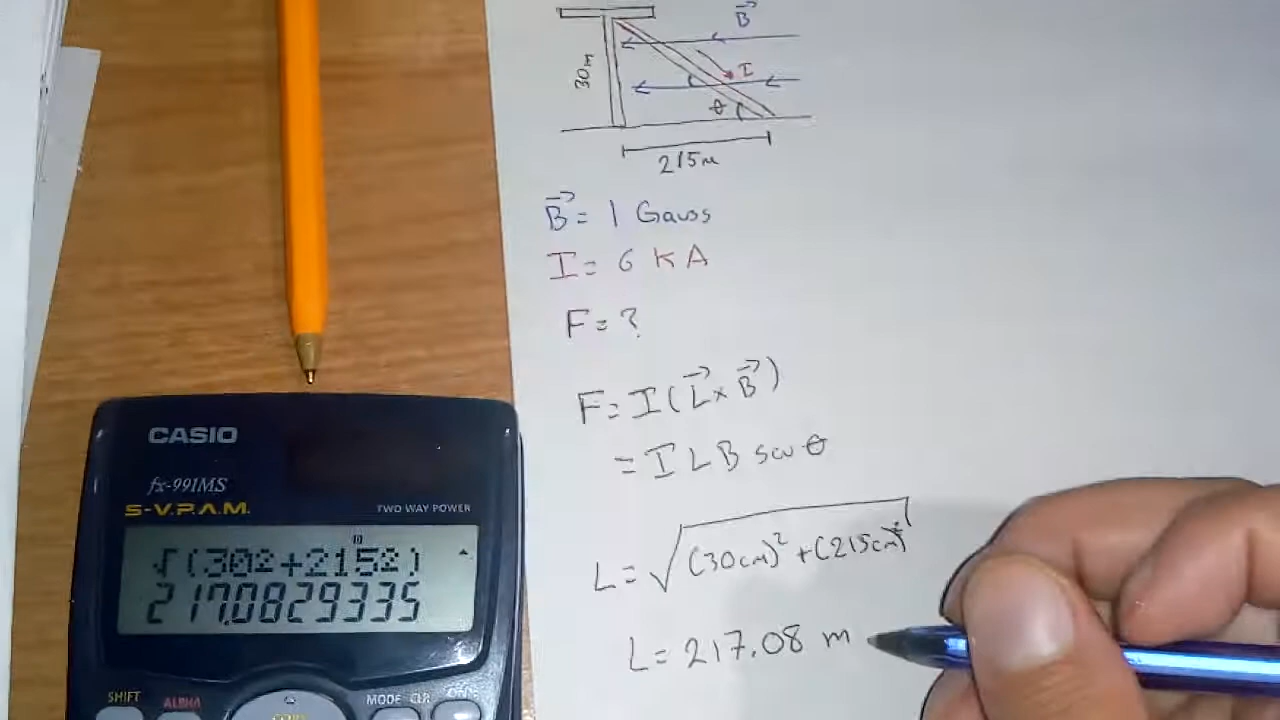 B
30m
I
θ
215m
B = 1 Gauss
I = 6 KA
F = ?
F = I (L x B)
= I L B sen θ
L = √(30cm)² + (215cm)²
L = 217.08 m
CASIO
fx-991MS
S-V.P.A.M.
TWO WAY POWER
D
√(30²+215²)
217.0829335
SHIFT
ALPHA
MODE CLR
ON